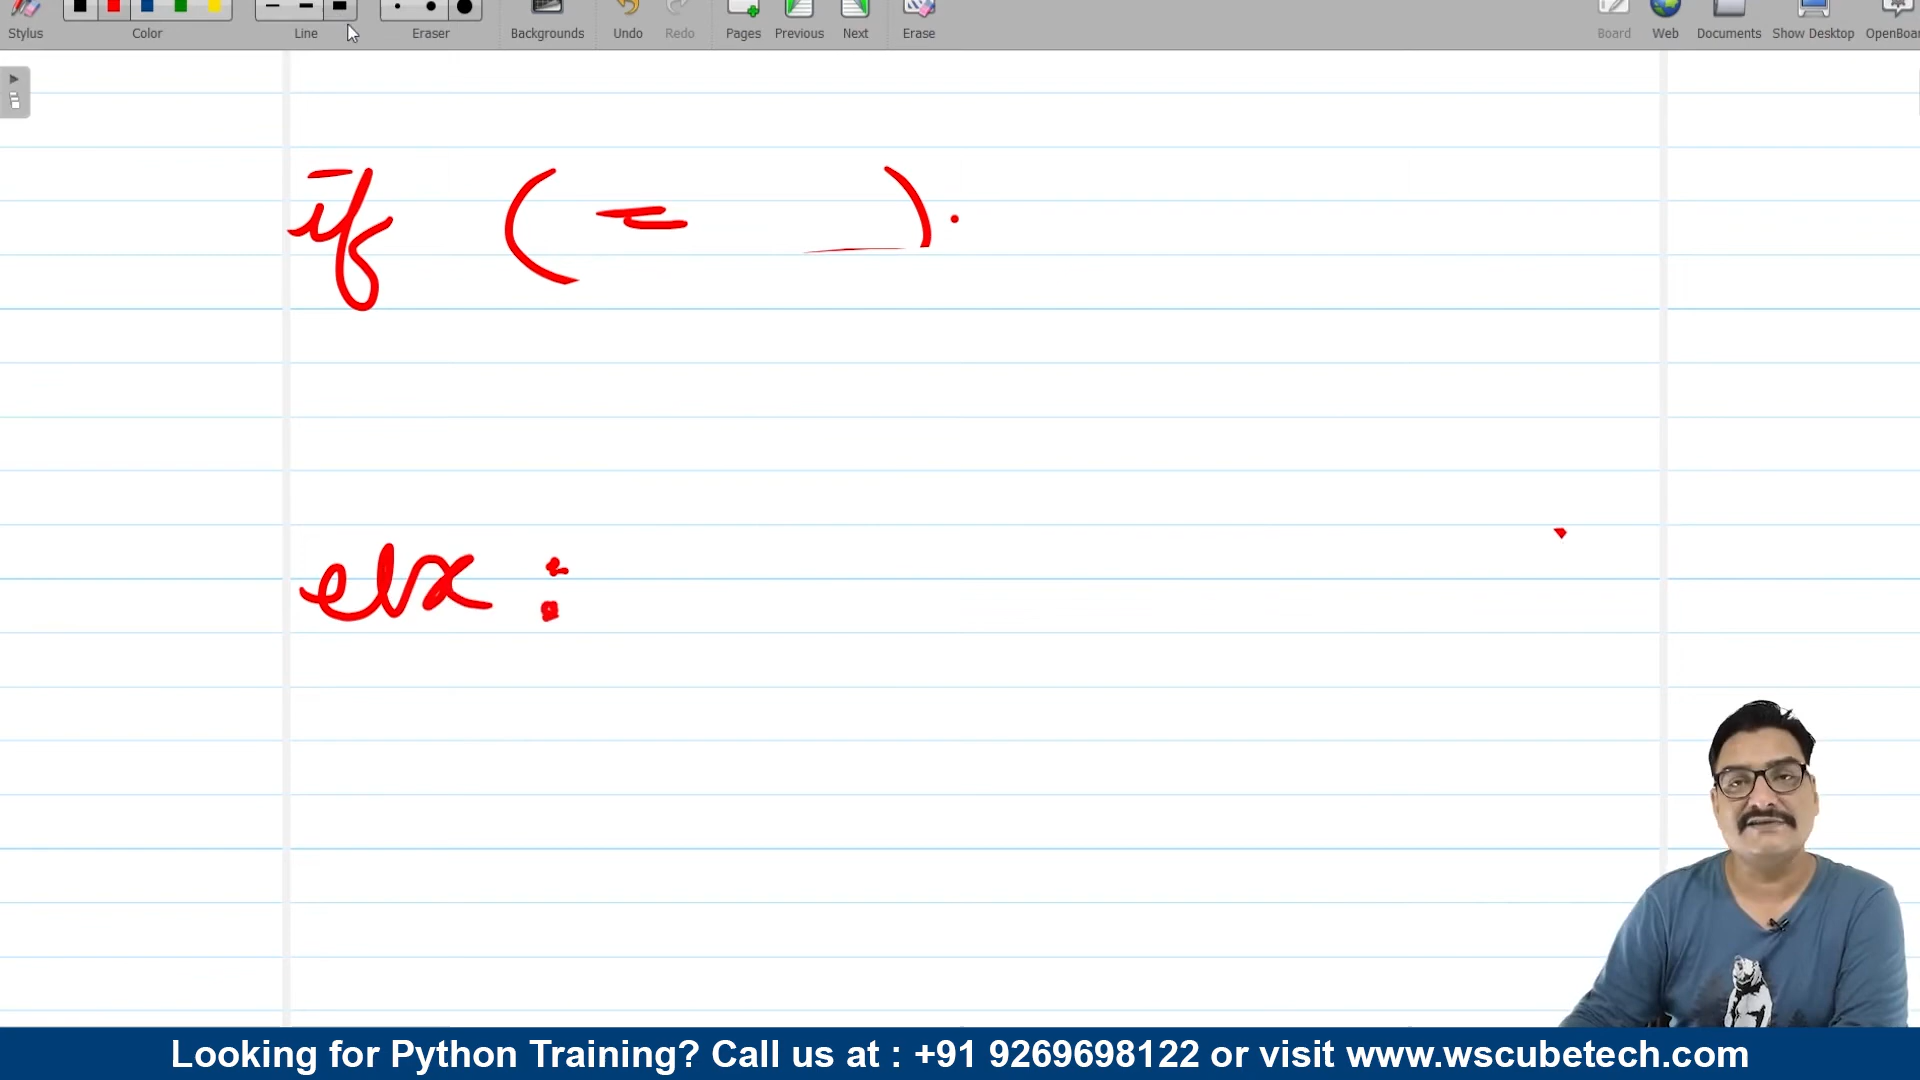 Stylus Color Line Eraser Backgrounds Undo Redo Pages Previous Next Erase Board Web Documents Show Desktop OpenBoar
if ( = _ ).
else :
Looking for Python Training? Call us at : +91 9269698122 or visit www.wscubetech.com